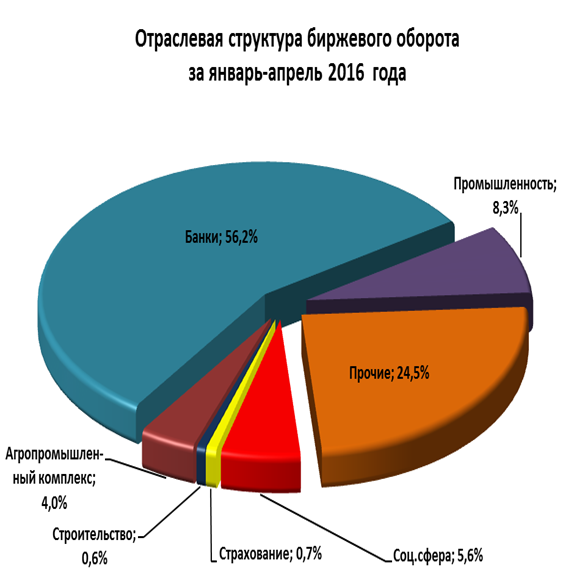 Отраслевая структура биржевого оборота
за январь-апрель 2016 года
Промышленность;
8,3%
Банки; 56,2%
Прочие; 24,5%
Агропромышлен-
ный комплекс;
4,0%
Строительство;
0,6%
Страхование; 0,7%
Соц.сфера; 5,6%